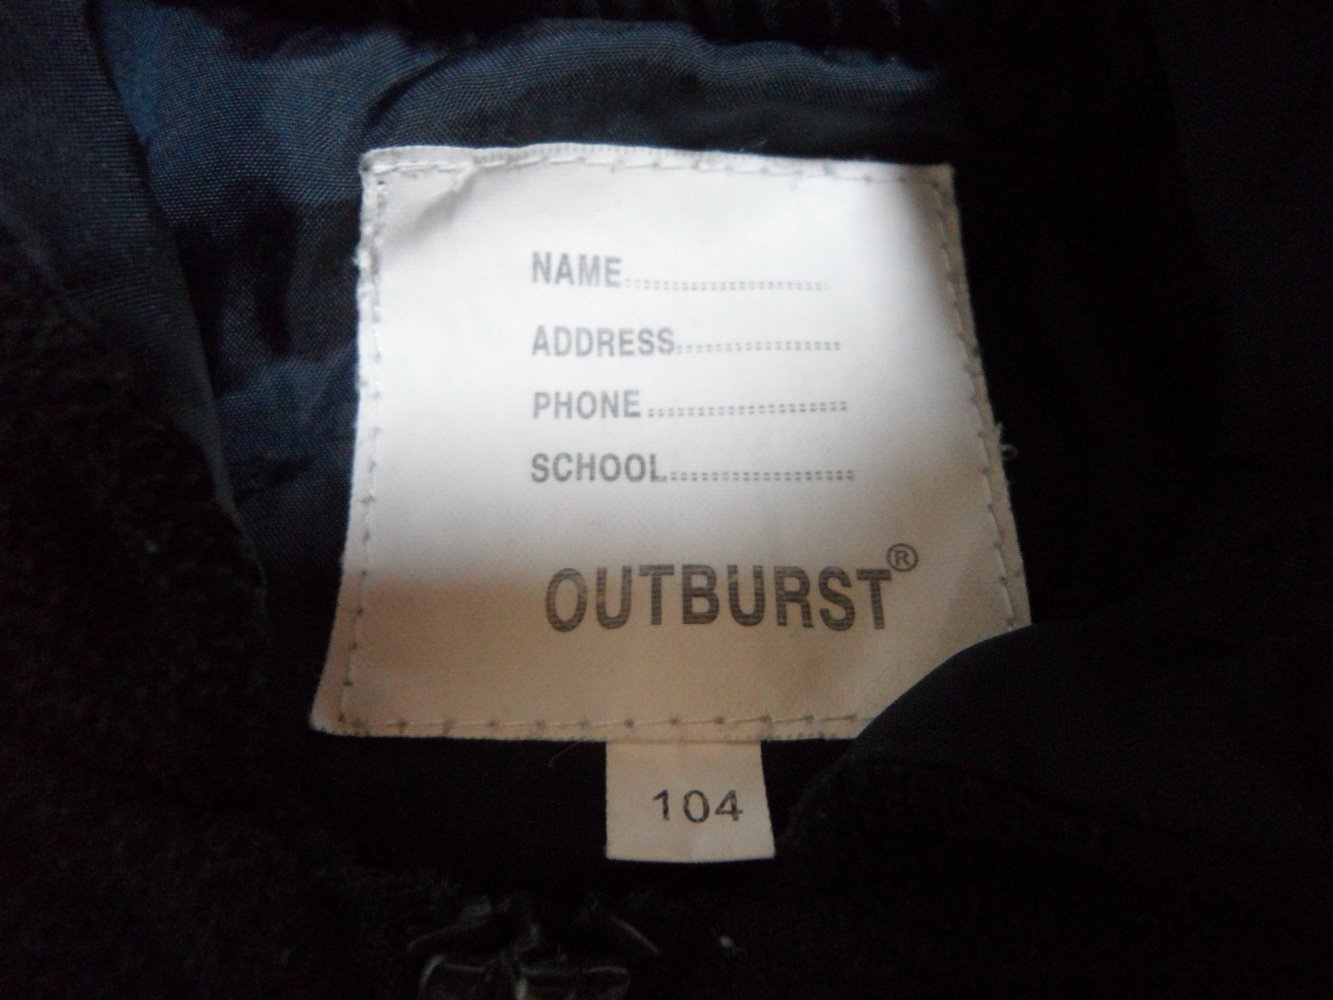 NAME
ADDRESS
PHONE
SCHOOL
OUTBURST®
104